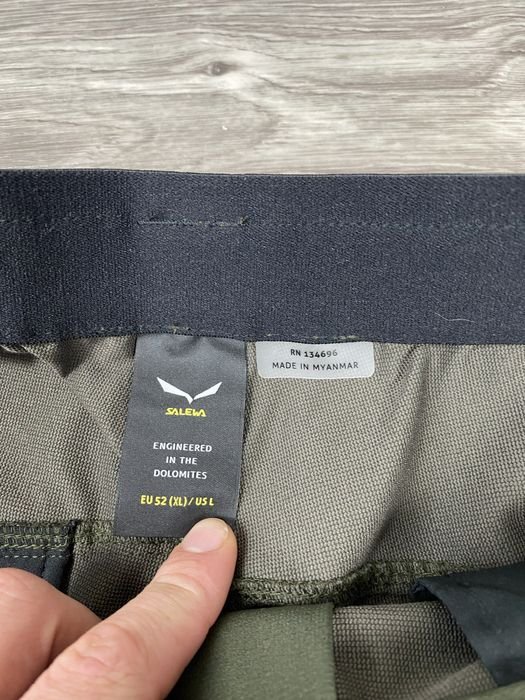 SALEWA
ENGINEERED
IN THE
DOLOMITES
EU 52 (XL) / US L
RN 134696
MADE IN MYANMAR